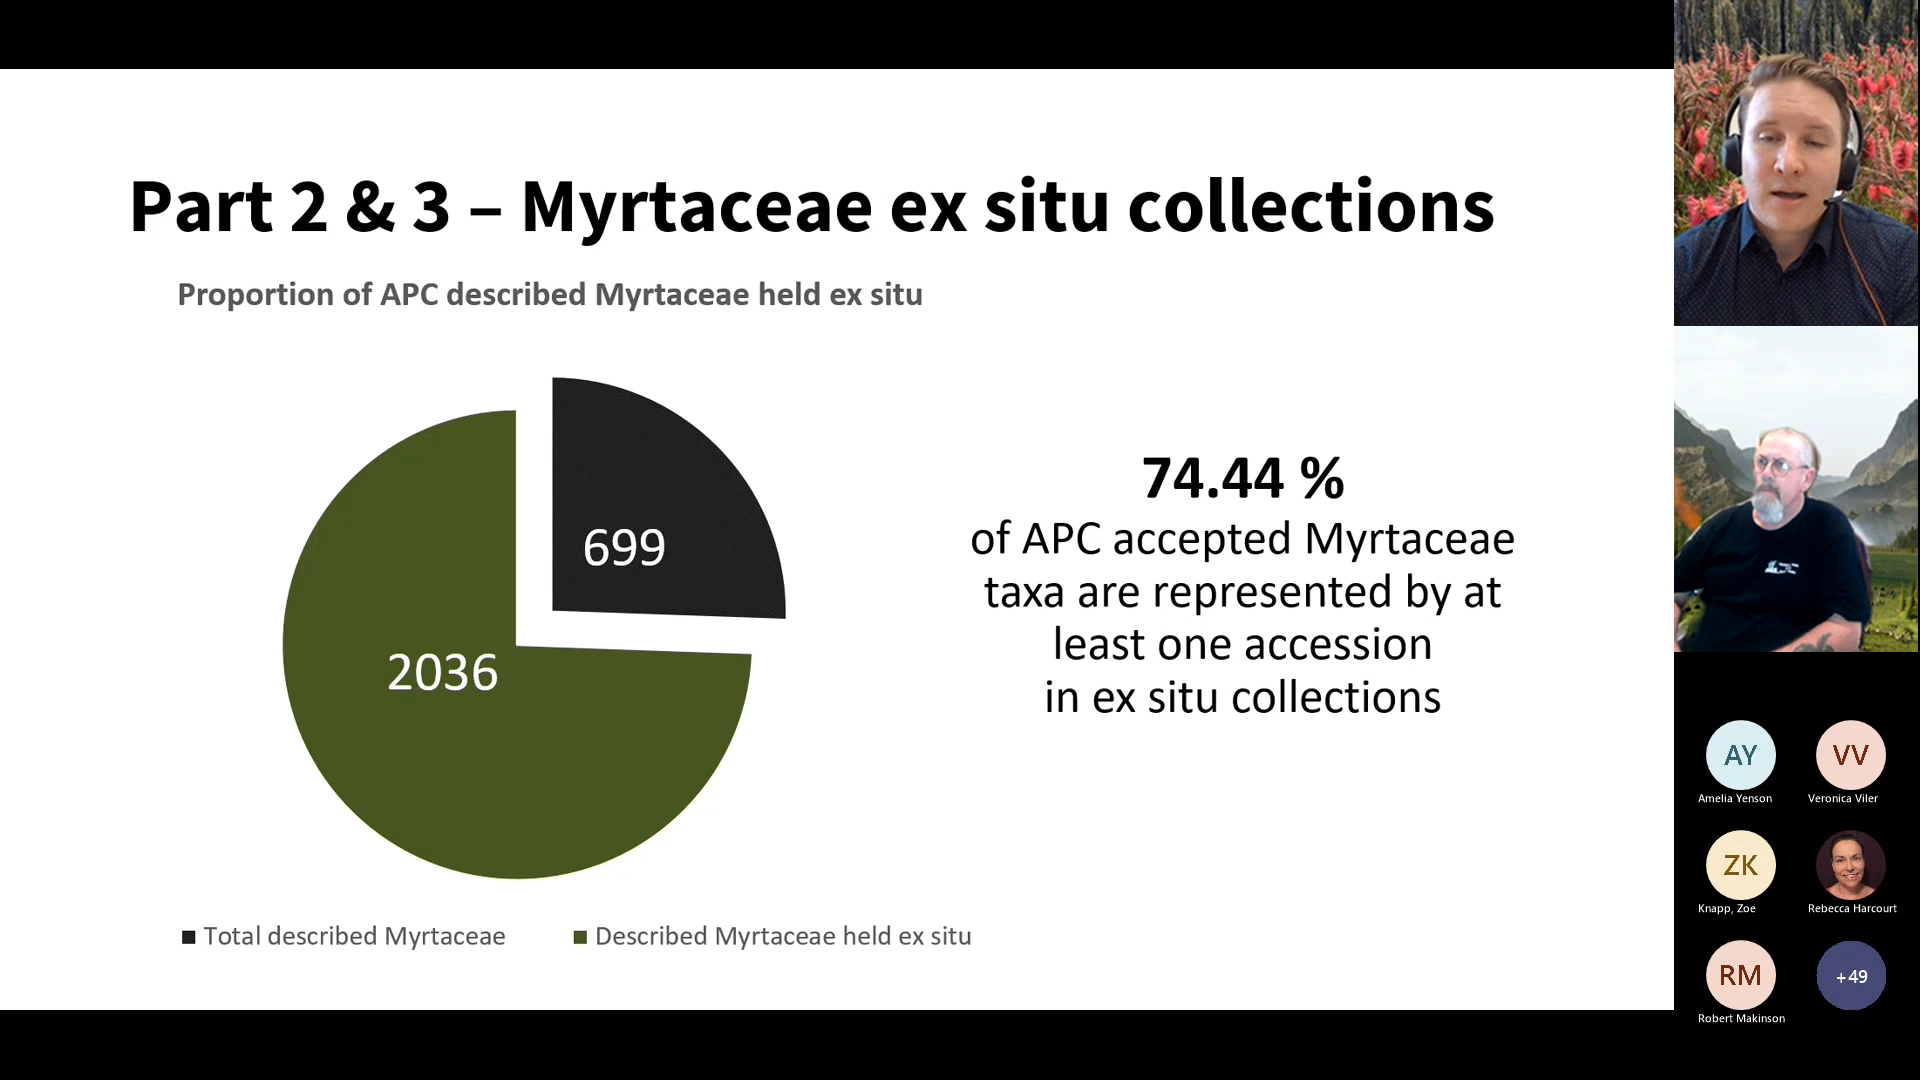 Part 2 & 3 – Myrtaceae ex situ collections
Proportion of APC described Myrtaceae held ex situ
699
2036
74.44 %
of APC accepted Myrtaceae
taxa are represented by at
least one accession
in ex situ collections
Total described Myrtaceae
Described Myrtaceae held ex situ
AY
Amelia Yenson
VV
Veronica Viler
ZK
Knapp, Zoe
Rebecca Harcourt
RM
Robert Makinson
+49